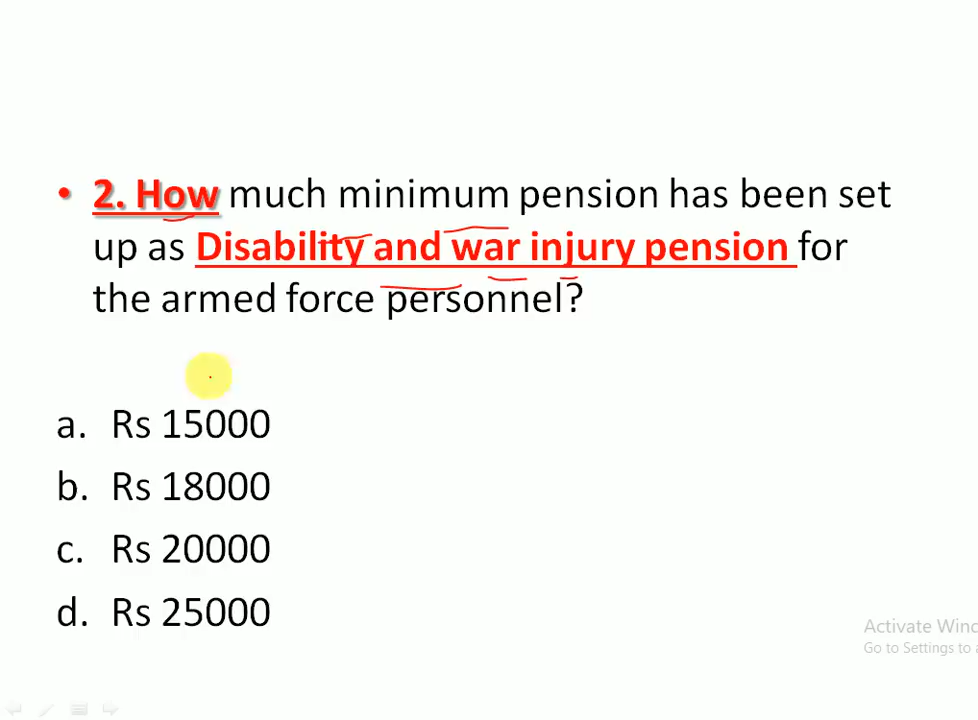 • 2. How much minimum pension has been set
up as Disability and war injury pension for
the armed force personnel?
a. Rs 15000
b. Rs 18000
c. Rs 20000
d. Rs 25000
Activate Winc
Go to Settings to a